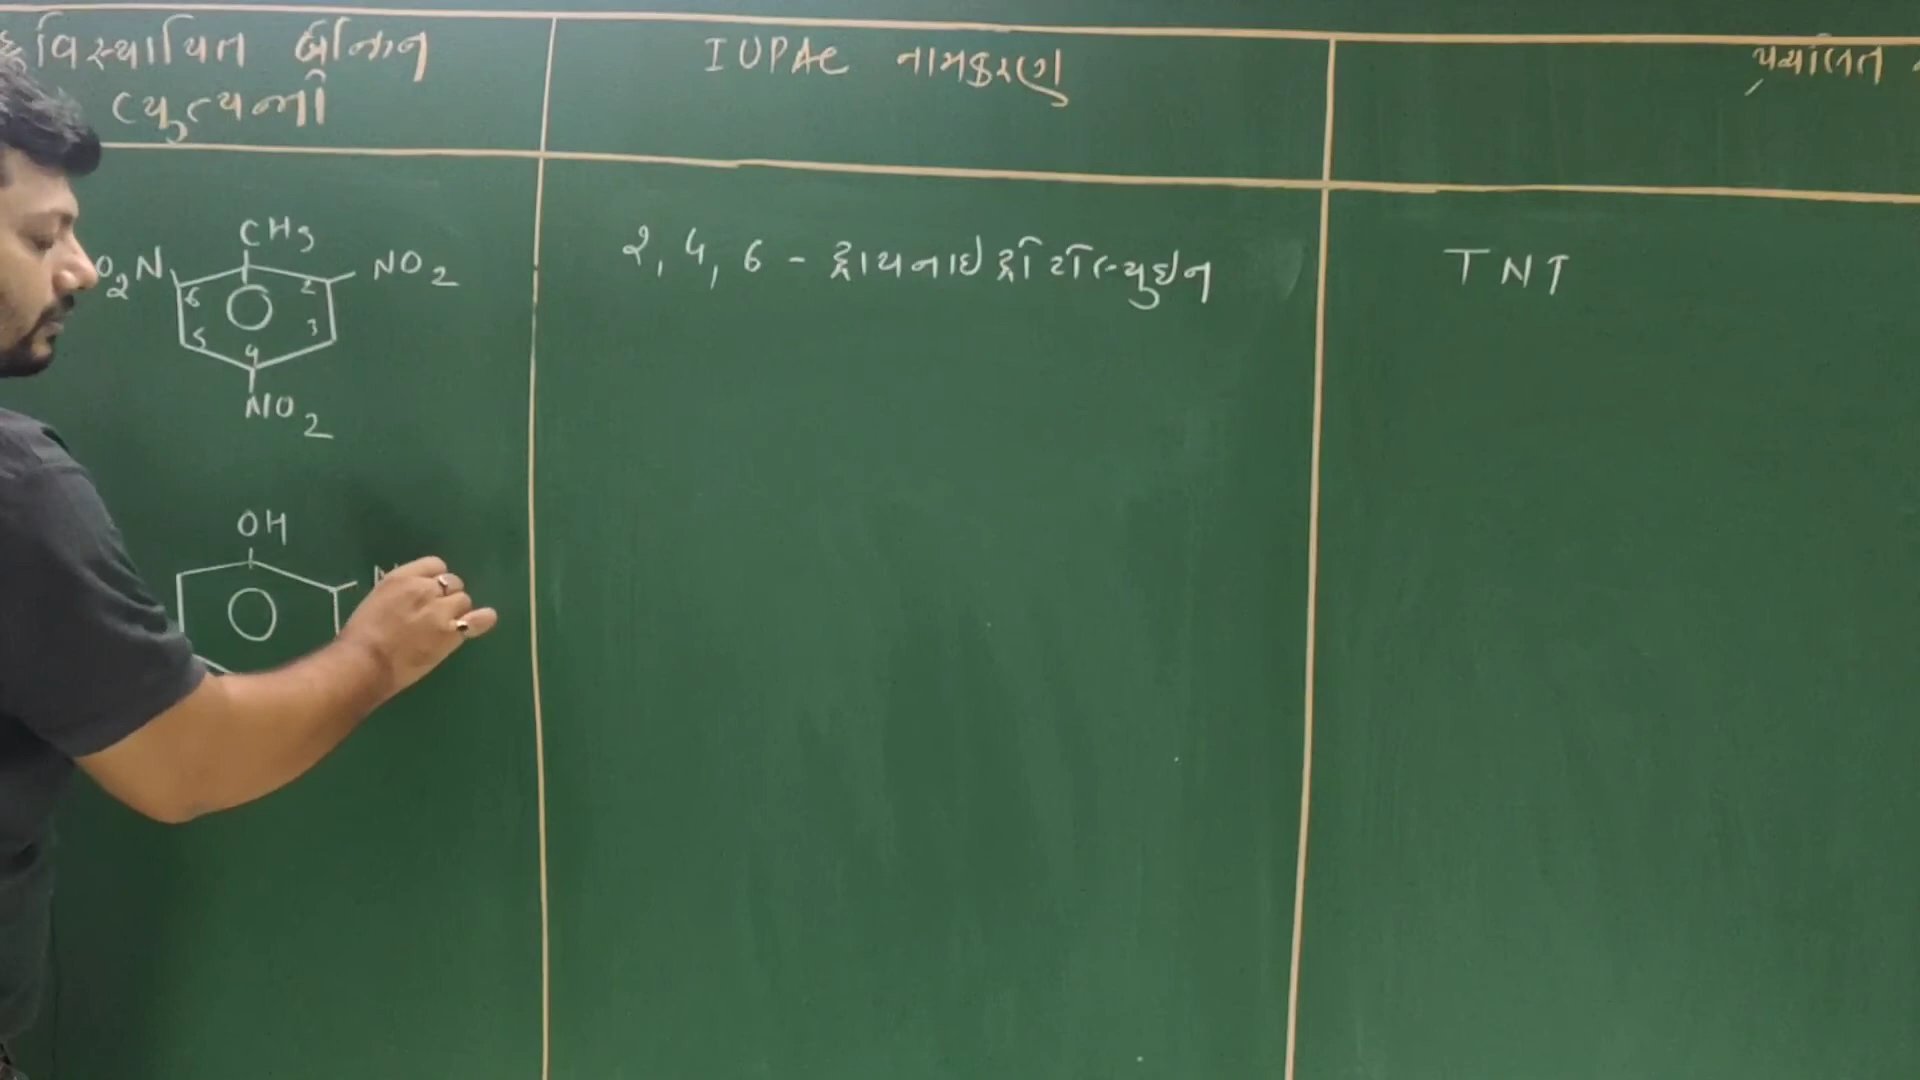 વિસ્થાપિત બેન્ઝિન
વ્યુત્પન્નો
IUPAC નામકરણ
પ્રચલિત
CH3
O2N
NO2
6
2
5
3
4
NO2
2, 4, 6 - ટ્રાયનાઇટ્રોટોલ્યુઇન
TNT
OH
N